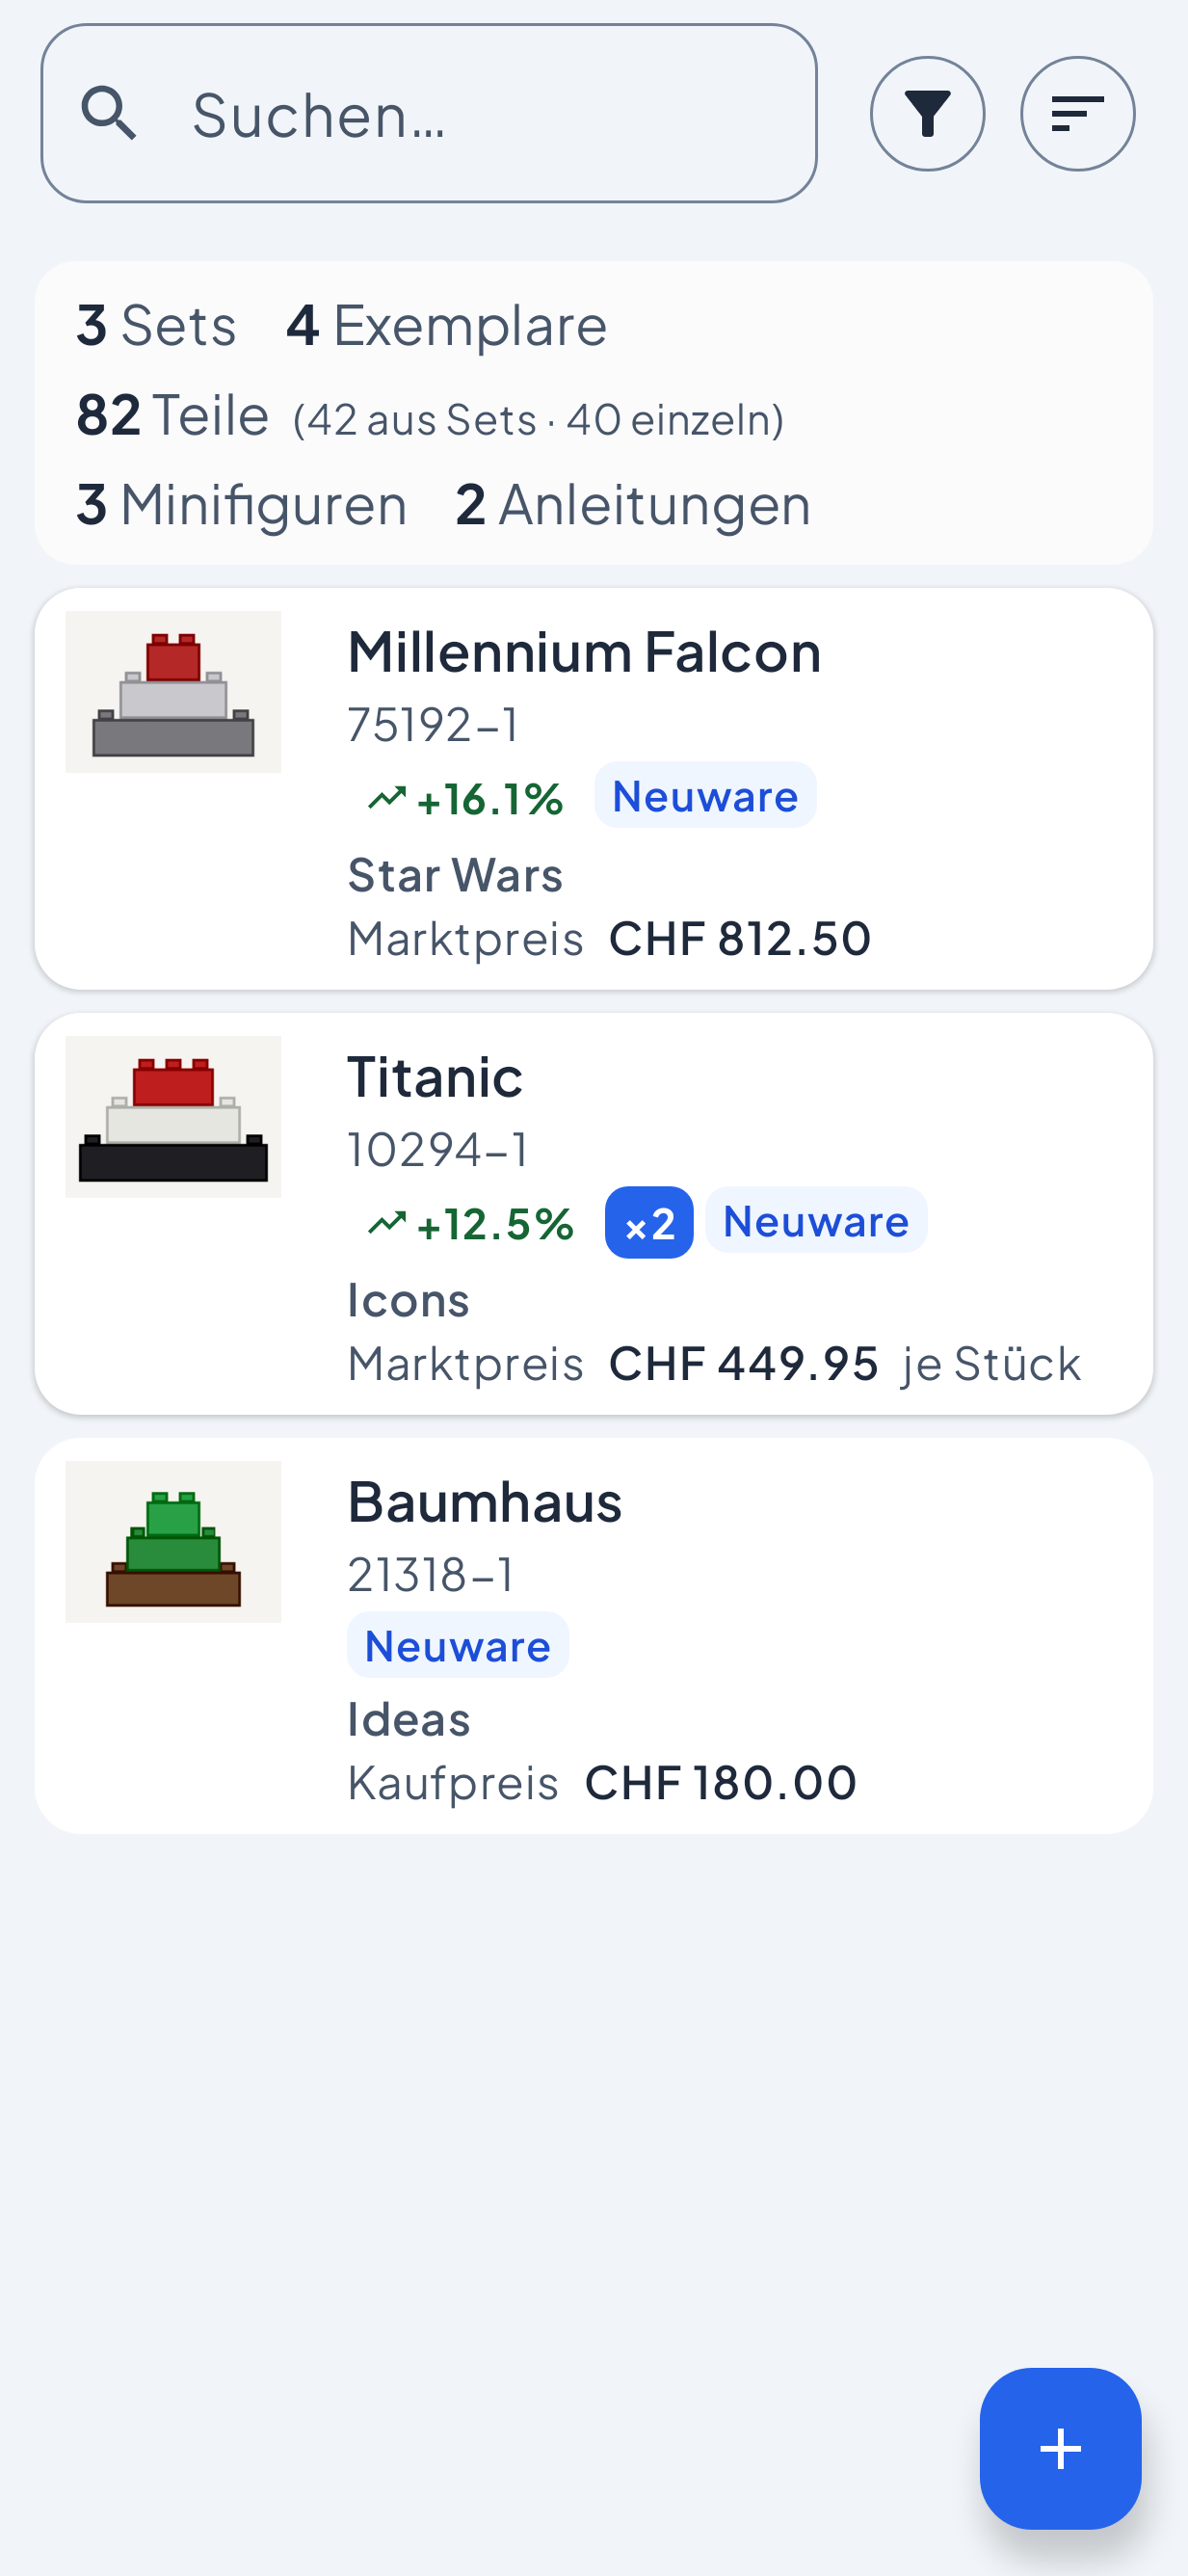 Suchen…
3 Sets 4 Exemplare
82 Teile (42 aus Sets · 40 einzeln)
3 Minifiguren 2 Anleitungen
Millennium Falcon
75192–1
+16.1% Neuware
Star Wars
Marktpreis CHF 812.50
Titanic
10294–1
+12.5% ×2 Neuware
Icons
Marktpreis CHF 449.95 je Stück
Baumhaus
21318–1
Neuware
Ideas
Kaufpreis CHF 180.00